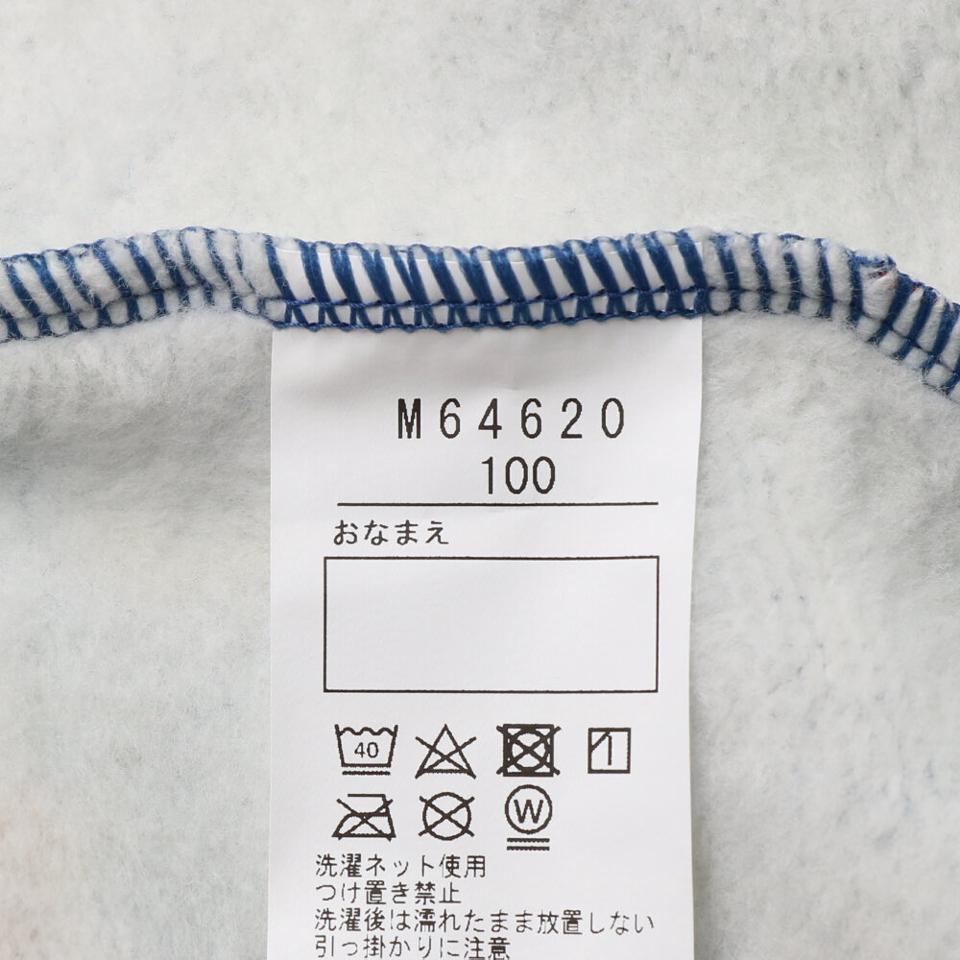 M64620
100
おなまえ
40
W
洗濯ネット使用
つけ置き禁止
洗濯後は濡れたまま放置しない
引っ掛かりに注意